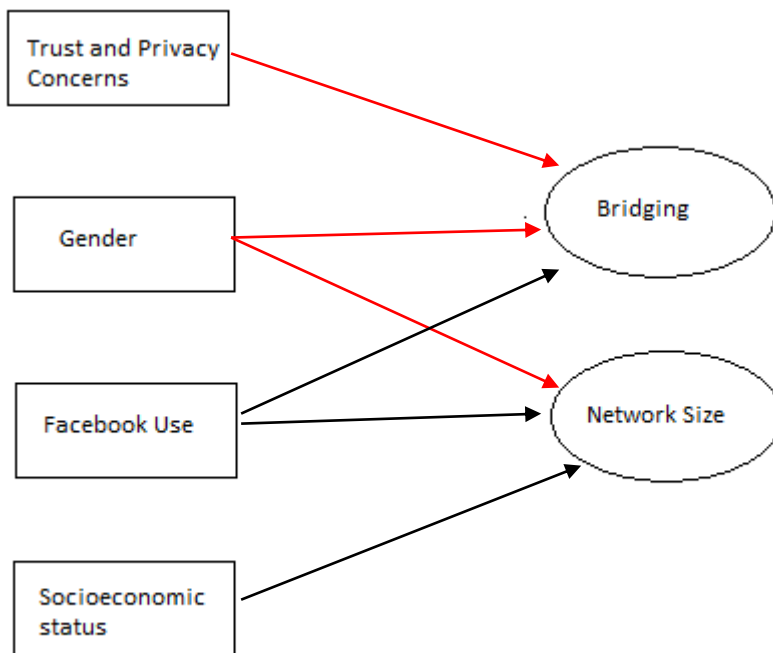 Trust and Privacy
Concerns
Bridging
Gender
Facebook Use
Network Size
Socioeconomic
status